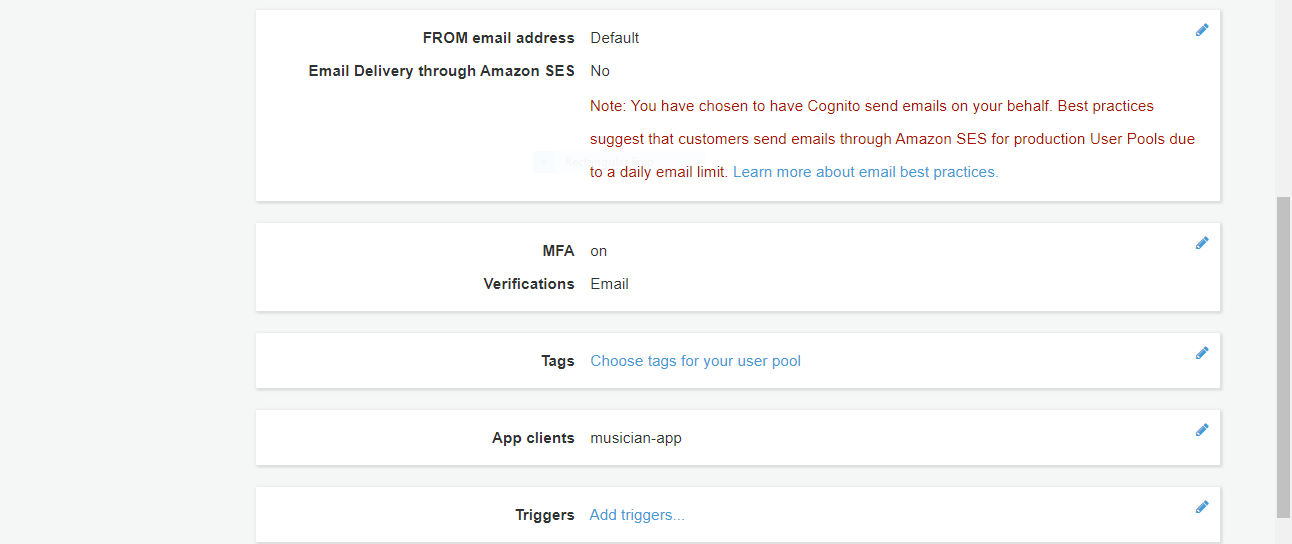 FROM email address Default
Email Delivery through Amazon SES No
Note: You have chosen to have Cognito send emails on your behalf. Best practices
suggest that customers send emails through Amazon SES for production User Pools due
to a daily email limit. Learn more about email best practices.
MFA on
Verifications Email
Tags Choose tags for your user pool
App clients musician-app
Triggers Add triggers...